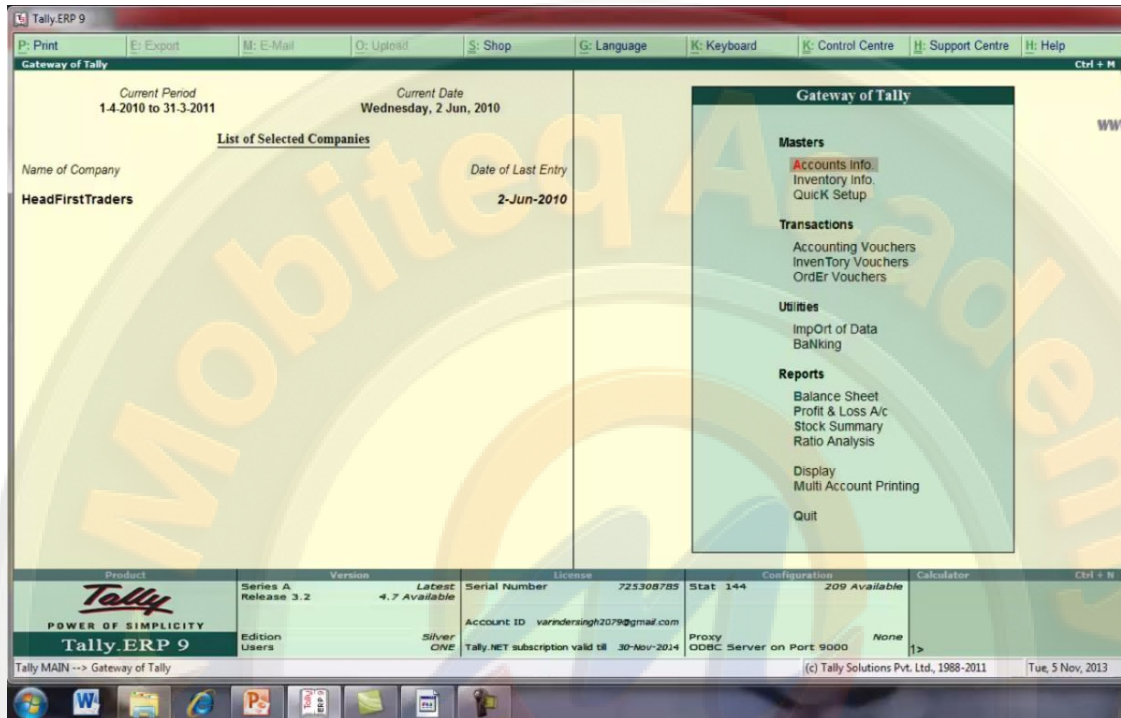 Tally.ERP 9
P: Print E: Export M: E-Mail O: Upload S: Shop G: Language K: Keyboard K: Control Centre H: Support Centre H: Help
Gateway of Tally Ctrl + M
Current Period Current Date
1-4-2010 to 31-3-2011 Wednesday, 2 Jun, 2010
List of Selected Companies
Name of Company Date of Last Entry
HeadFirstTraders 2-Jun-2010
Gateway of Tally
Masters
Accounts Info.
Inventory Info.
QuicK Setup
Transactions
Accounting Vouchers
InvenTory Vouchers
OrdEr Vouchers
Utilities
ImpOrt of Data
BaNking
Reports
Balance Sheet
Profit & Loss A/c
Stock Summary
Ratio Analysis
Display
Multi Account Printing
Quit
Mobiteq Academy
Product Version License Configuration Calculator Ctrl + N
Tally
POWER OF SIMPLICITY
Tally.ERP 9
Series A Latest
Release 3.2 4.7 Available
Edition Silver
Users ONE
Serial Number 725308785
Account ID varindersingh2079@gmail.com
Tally.NET subscription valid till 30-Nov-2014
Stat 144 209 Available
Proxy None
ODBC Server on Port 9000
1>
Tally MAIN --> Gateway of Tally (c) Tally Solutions Pvt. Ltd., 1988-2011 Tue, 5 Nov, 2013